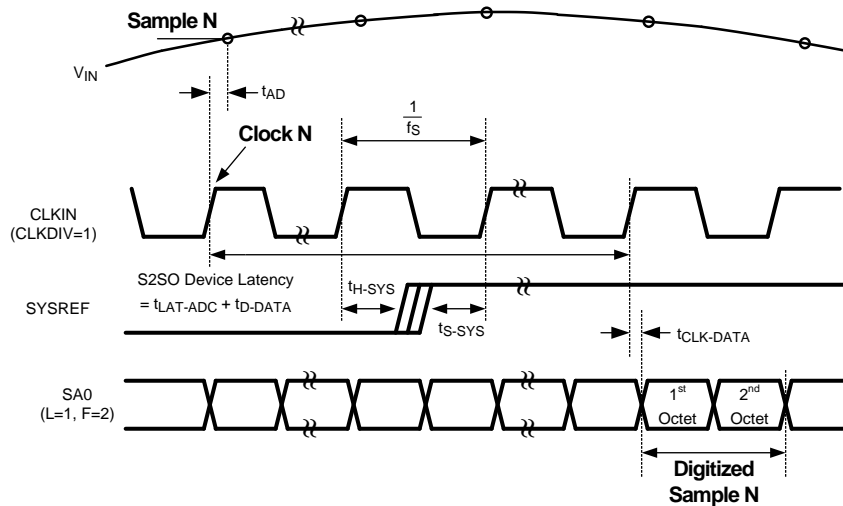 Sample N
VIN
tAD
Clock N
1
fS
CLKIN
(CLKDIV=1)
S2SO Device Latency
= tLAT-ADC + tD-DATA
tH-SYS
SYSREF
tS-SYS
tCLK-DATA
SA0
(L=1, F=2)
1st
Octet
2nd
Octet
Digitized
Sample N